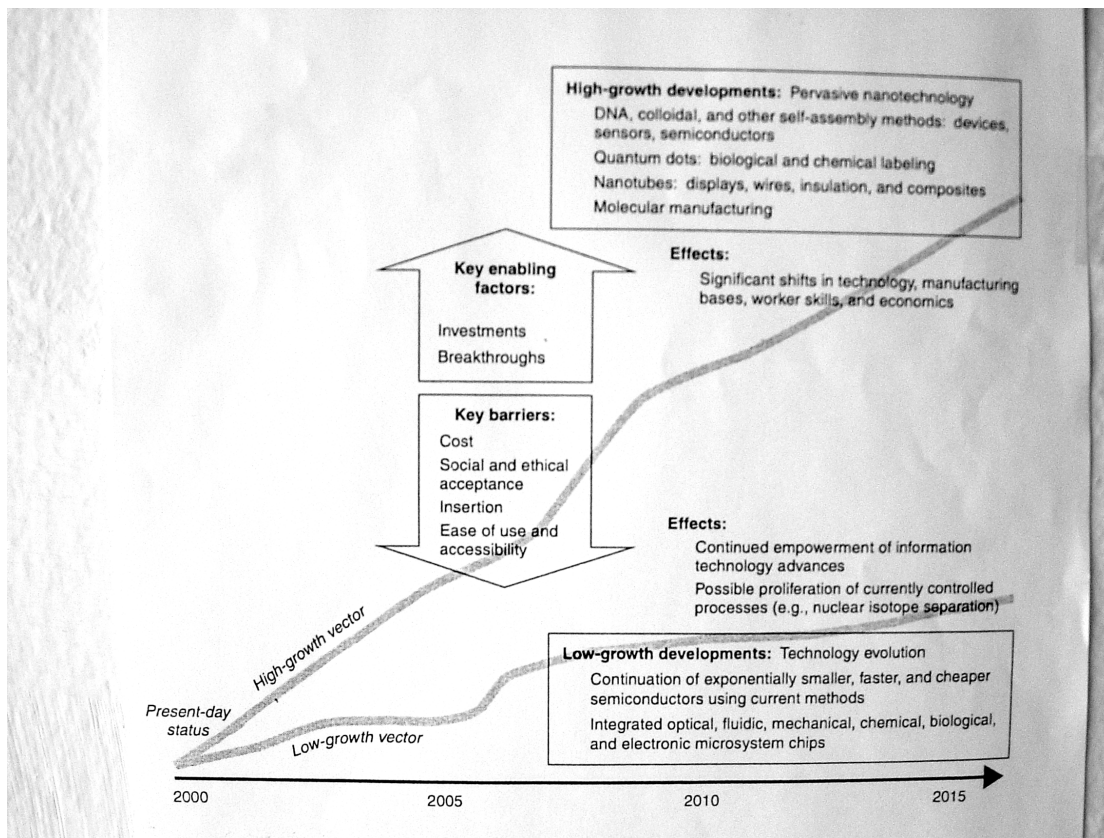 High-growth developments: Pervasive nanotechnology
DNA, colloidal, and other self-assembly methods: devices,
sensors, semiconductors
Quantum dots: biological and chemical labeling
Nanotubes: displays, wires, insulation, and composites
Molecular manufacturing
Effects:
Significant shifts in technology, manufacturing
bases, worker skills, and economics
Key enabling
factors:
Investments
Breakthroughs
Key barriers:
Cost
Social and ethical
acceptance
Insertion
Ease of use and
accessibility
Effects:
Continued empowerment of information
technology advances
Possible proliferation of currently controlled
processes (e.g., nuclear isotope separation)
High-growth vector
Present-day
status
Low-growth vector
Low-growth developments: Technology evolution
Continuation of exponentially smaller, faster, and cheaper
semiconductors using current methods
Integrated optical, fluidic, mechanical, chemical, biological,
and electronic microsystem chips
2000 2005 2010 2015